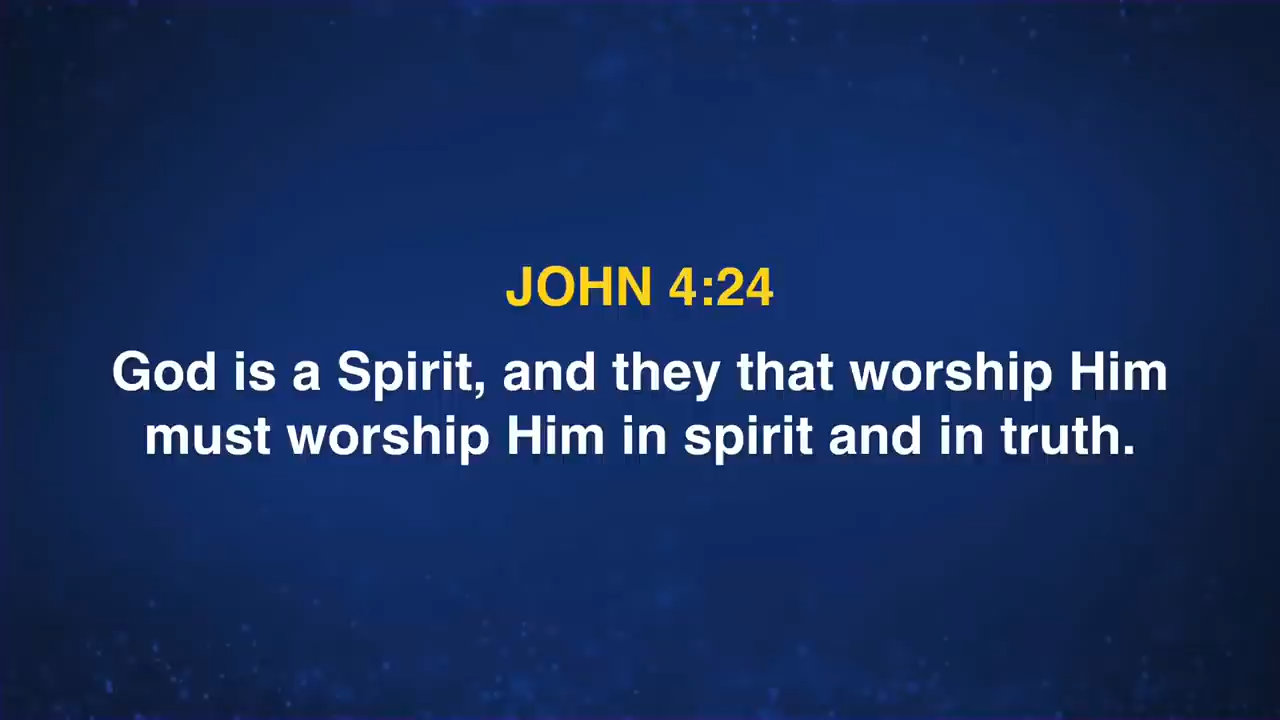 JOHN 4:24
God is a Spirit, and they that worship Him
must worship Him in spirit and in truth.